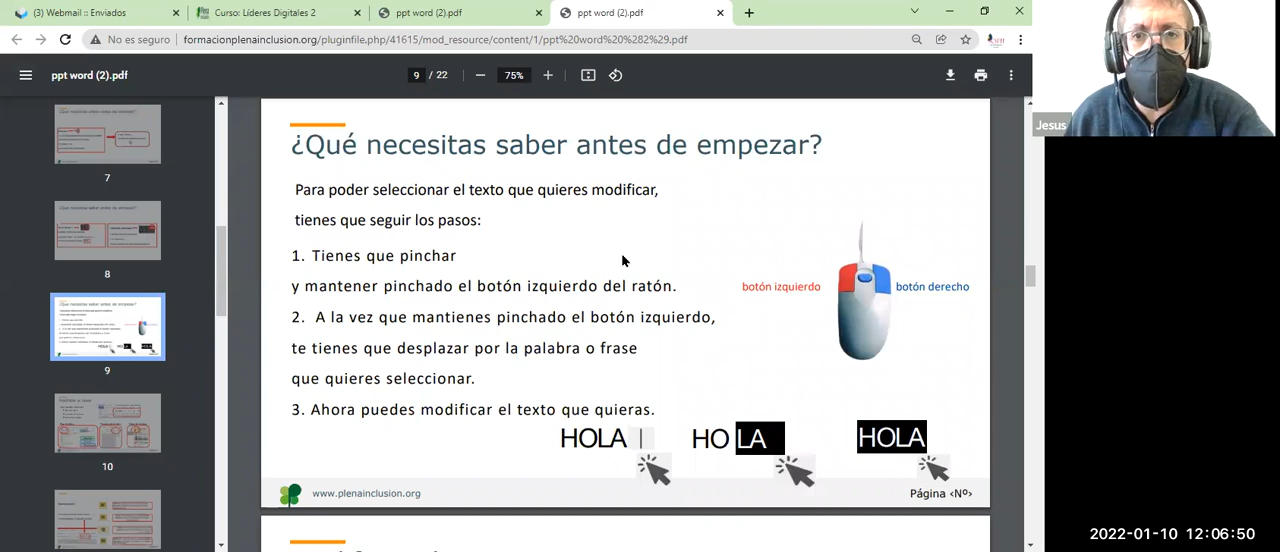 (3) Webmail :: Enviados
Curso: Líderes Digitales 2
ppt word (2).pdf
ppt word (2).pdf
No es seguro
formacionplenainclusion.org/pluginfile.php/41615/mod_resource/content/1/ppt%20word%20%282%29.pdf
ppt word (2).pdf
9 / 22
75%
7
8
9
10
¿Qué necesitas saber antes de empezar?
Para poder seleccionar el texto que quieres modificar,
tienes que seguir los pasos:
1. Tienes que pinchar
y mantener pinchado el botón izquierdo del ratón.
2. A la vez que mantienes pinchado el botón izquierdo,
te tienes que desplazar por la palabra o frase
que quieres seleccionar.
3. Ahora puedes modificar el texto que quieras.
botón izquierdo
botón derecho
HOLA
HOLA
HOLA
www.plenainclusion.org
Página ‹Nº›
Jesus
2022-01-10 12:06:50